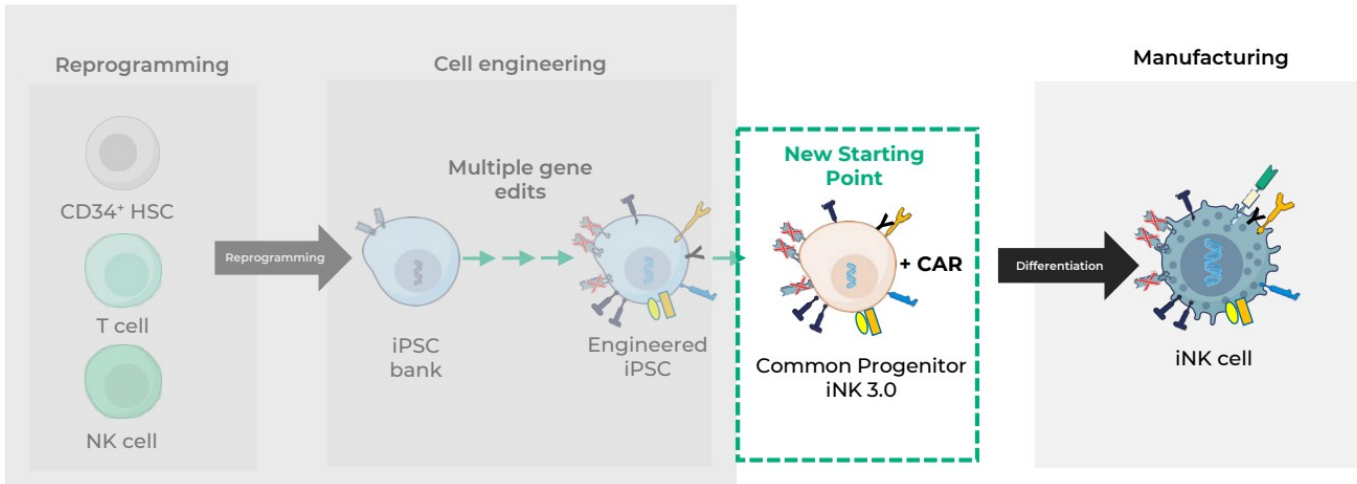 Reprogramming
CD34⁺ HSC
T cell
NK cell
Reprogramming
Cell engineering
Multiple gene
edits
iPSC
bank
Engineered
iPSC
New Starting
Point
+ CAR
Common Progenitor
iNK 3.0
Differentiation
Manufacturing
iNK cell